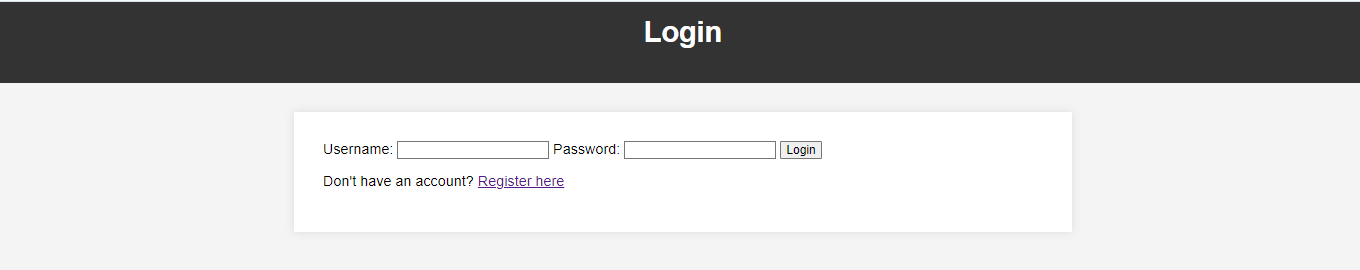 Login
Username: Password: Login
Don't have an account? Register here